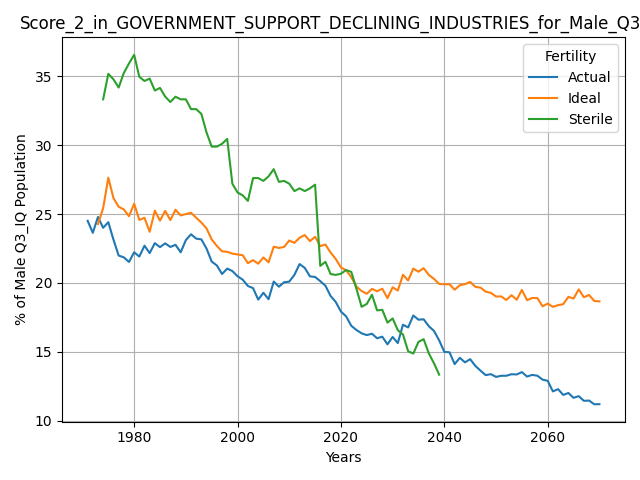 Score_2_in_GOVERNMENT_SUPPORT_DECLINING_INDUSTRIES_for_Male_Q3
Fertility
Actual
Ideal
Sterile
% of Male Q3_IQ Population
35
30
25
20
15
10
1980
2000
2020
2040
2060
Years